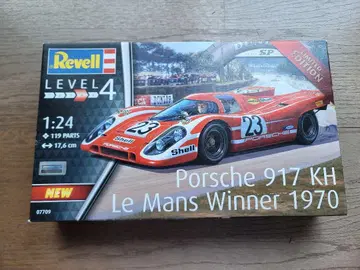 Revell
LEVEL 4
1:24
119 PARTS
17,6 cm
NEW
07709
LIMITED
EDITION
SP
23
23
Shell
Porsche 917 KH
Le Mans Winner 1970